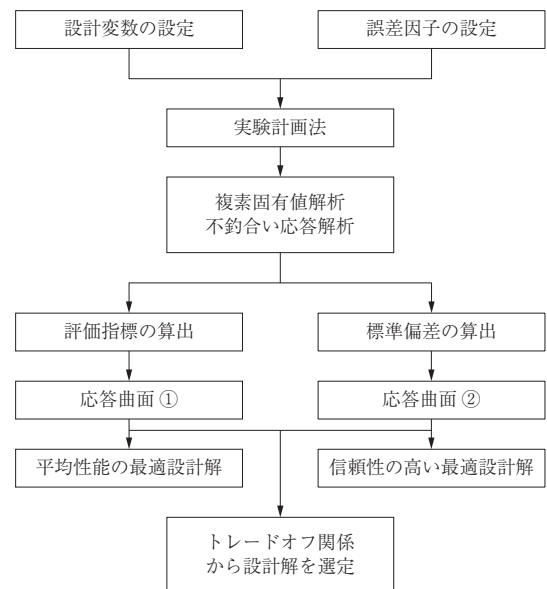 設計変数の設定
誤差因子の設定
実験計画法
複素固有値解析
不釣合い応答解析
評価指標の算出
標準偏差の算出
応答曲面 ①
応答曲面 ②
平均性能の最適設計解
信頼性の高い最適設計解
トレードオフ関係
から設計解を選定